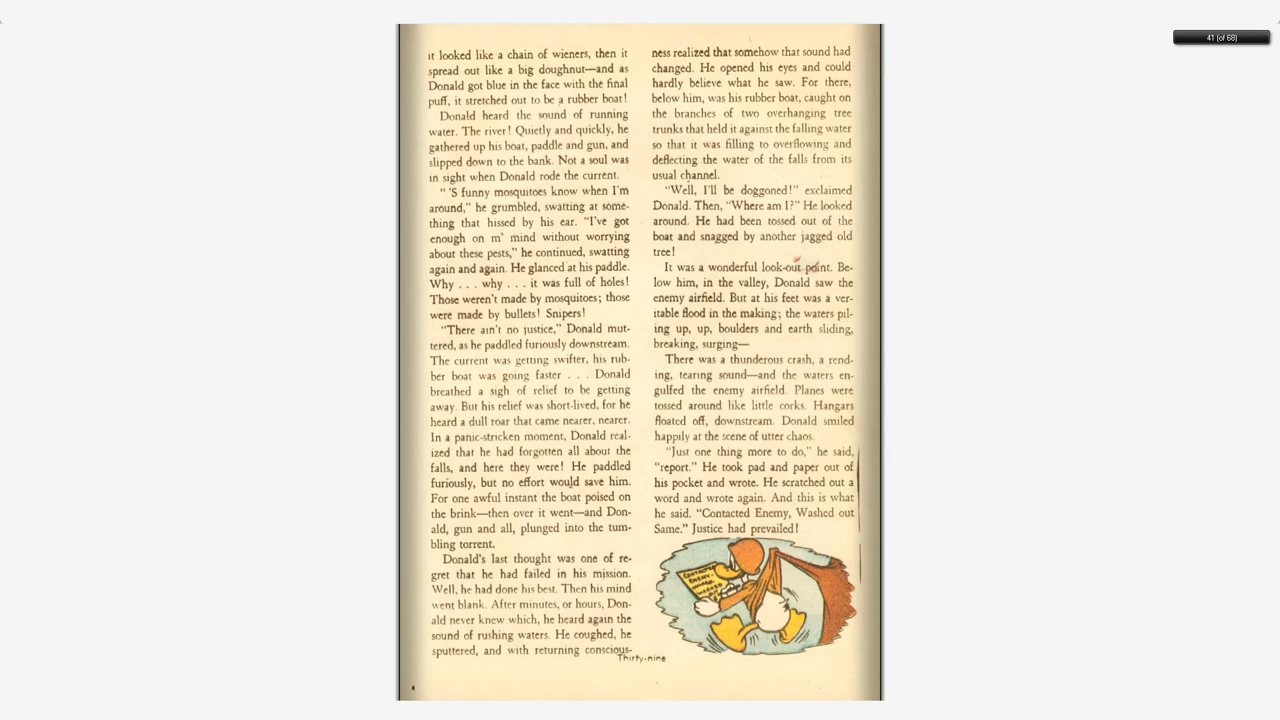 41 (of 68)
it looked like a chain of wieners, then it
spread out like a big doughnut—and as
Donald got blue in the face with the final
puff, it stretched out to be a rubber boat!
Donald heard the sound of running
water. The river! Quietly and quickly, he
gathered up his boat, paddle and gun, and
slipped down to the bank. Not a soul was
in sight when Donald rode the current.
" 'S funny mosquitoes know when I'm
around," he grumbled, swatting at some-
thing that hissed by his ear. "I've got
enough on m' mind without worrying
about these pests," he continued, swatting
again and again. He glanced at his paddle.
Why . . . why . . . it was full of holes!
Those weren't made by mosquitoes; those
were made by bullets! Snipers!
"There ain't no justice," Donald mut-
tered, as he paddled furiously downstream.
The current was getting swifter, his rub-
ber boat was going faster . . . Donald
breathed a sigh of relief to be getting
away. But his relief was short-lived, for he
heard a dull roar that came nearer, nearer.
In a panic-stricken moment, Donald real-
ized that he had forgotten all about the
falls, and here they were! He paddled
furiously, but no effort would save him.
For one awful instant the boat poised on
the brink—then over it went—and Don-
ald, gun and all, plunged into the tum-
bling torrent.
Donald's last thought was one of re-
gret that he had failed in his mission.
Well, he had done his best. Then his mind
went blank. After minutes, or hours, Don-
ald never knew which, he heard again the
sound of rushing waters. He coughed, he
sputtered, and with returning conscious-
ness realized that somehow that sound had
changed. He opened his eyes and could
hardly believe what he saw. For there,
below him, was his rubber boat, caught on
the branches of two overhanging tree
trunks that held it against the falling water
so that it was filling to overflowing and
deflecting the water of the falls from its
usual channel.
"Well, I'll be doggoned!" exclaimed
Donald. Then, "Where am I?" He looked
around. He had been tossed out of the
boat and snagged by another jagged old
tree!
It was a wonderful look-out point. Be-
low him, in the valley, Donald saw the
enemy airfield. But at his feet was a ver-
itable flood in the making; the waters pil-
ing up, up, boulders and earth sliding,
breaking, surging—
There was a thunderous crash, a rend-
ing, tearing sound—and the waters en-
gulfed the enemy airfield. Planes were
tossed around like little corks. Hangars
floated off, downstream. Donald smiled
happily at the scene of utter chaos.
"Just one thing more to do," he said,
"report." He took pad and paper out of
his pocket and wrote. He scratched out a
word and wrote again. And this is what
he said. "Contacted Enemy, Washed out
Same." Justice had prevailed!
CONTACTED
ENEMY-
WASHED
Thirty-nine